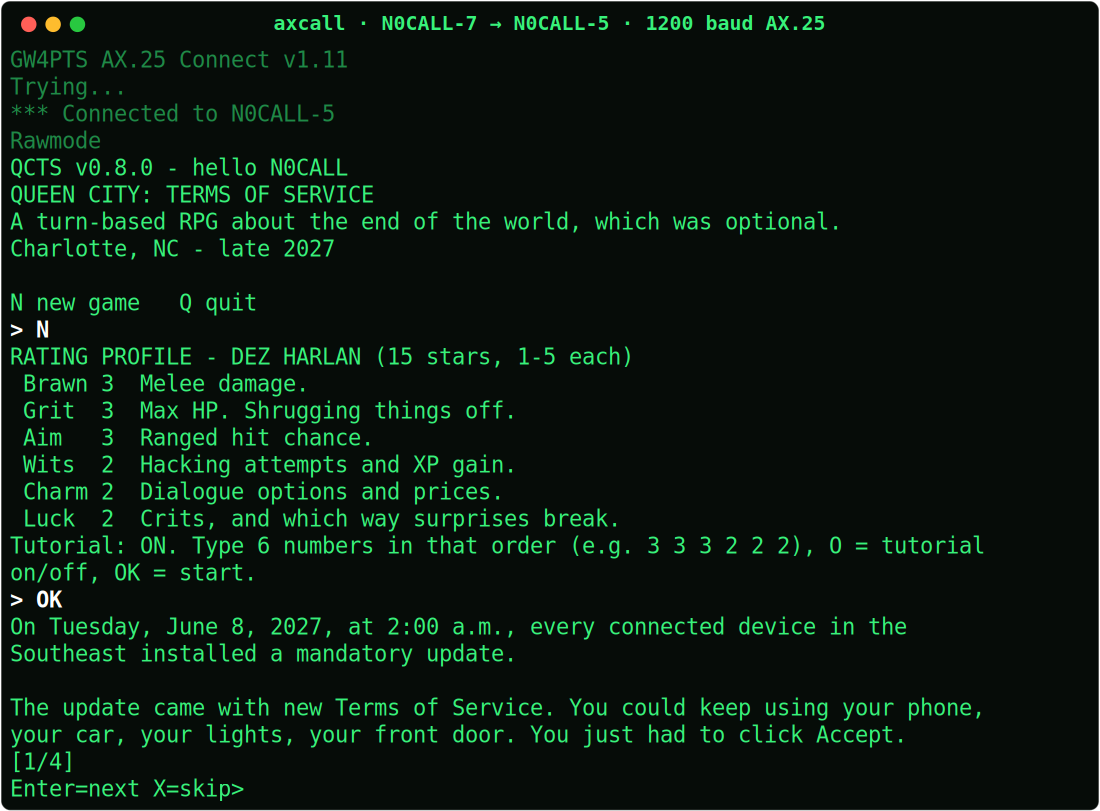 axcall · N0CALL-7 → N0CALL-5 · 1200 baud AX.25
GW4PTS AX.25 Connect v1.11
Trying...
*** Connected to N0CALL-5
Rawmode
QCTS v0.8.0 - hello N0CALL
QUEEN CITY: TERMS OF SERVICE
A turn-based RPG about the end of the world, which was optional.
Charlotte, NC - late 2027

N new game   Q quit
> N
RATING PROFILE - DEZ HARLAN (15 stars, 1-5 each)
 Brawn 3  Melee damage.
 Grit  3  Max HP. Shrugging things off.
 Aim   3  Ranged hit chance.
 Wits  2  Hacking attempts and XP gain.
 Charm 2  Dialogue options and prices.
 Luck  2  Crits, and which way surprises break.
Tutorial: ON. Type 6 numbers in that order (e.g. 3 3 3 2 2 2), O = tutorial
on/off, OK = start.
> OK
On Tuesday, June 8, 2027, at 2:00 a.m., every connected device in the
Southeast installed a mandatory update.

The update came with new Terms of Service. You could keep using your phone,
your car, your lights, your front door. You just had to click Accept.
[1/4]
Enter=next X=skip>